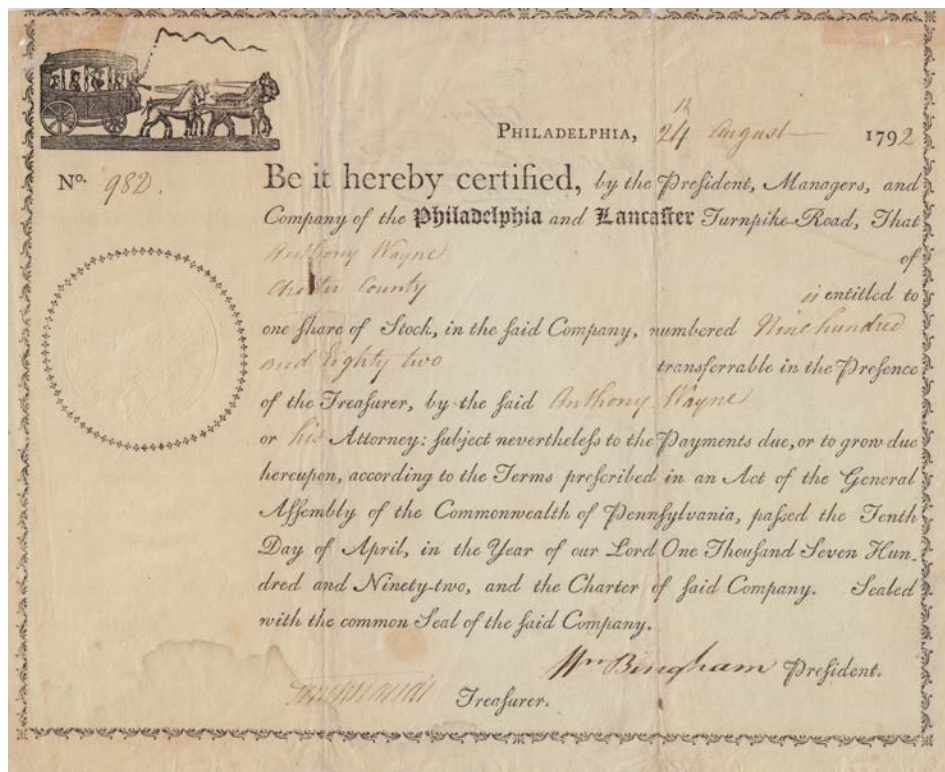 PHILADELPHIA, 24th August 1792
No. 982.
Be it hereby certified, by the Preſident, Managers, and
Company of the Philadelphia and Lancaſter Turnpike-Road, That
Anthony Wayne of
Cheſter County is entitled to
one ſhare of Stock, in the ſaid Company, numbered Nine hundred
and Eighty two transferrable in the Preſence
of the Treaſurer, by the ſaid Anthony Wayne
or his Attorney: ſubject nevertheleſs to the Payments due, or to grow due
hereupon, according to the Terms preſcribed in an Act of the General
Aſſembly of the Commonwealth of Pennſylvania, paſſed the Tenth
Day of April, in the Year of our Lord One Thouſand Seven Hun-
dred and Ninety-two, and the Charter of ſaid Company. Sealed
with the common Seal of the ſaid Company.
Wm Bingham Preſident.
Treaſurer.